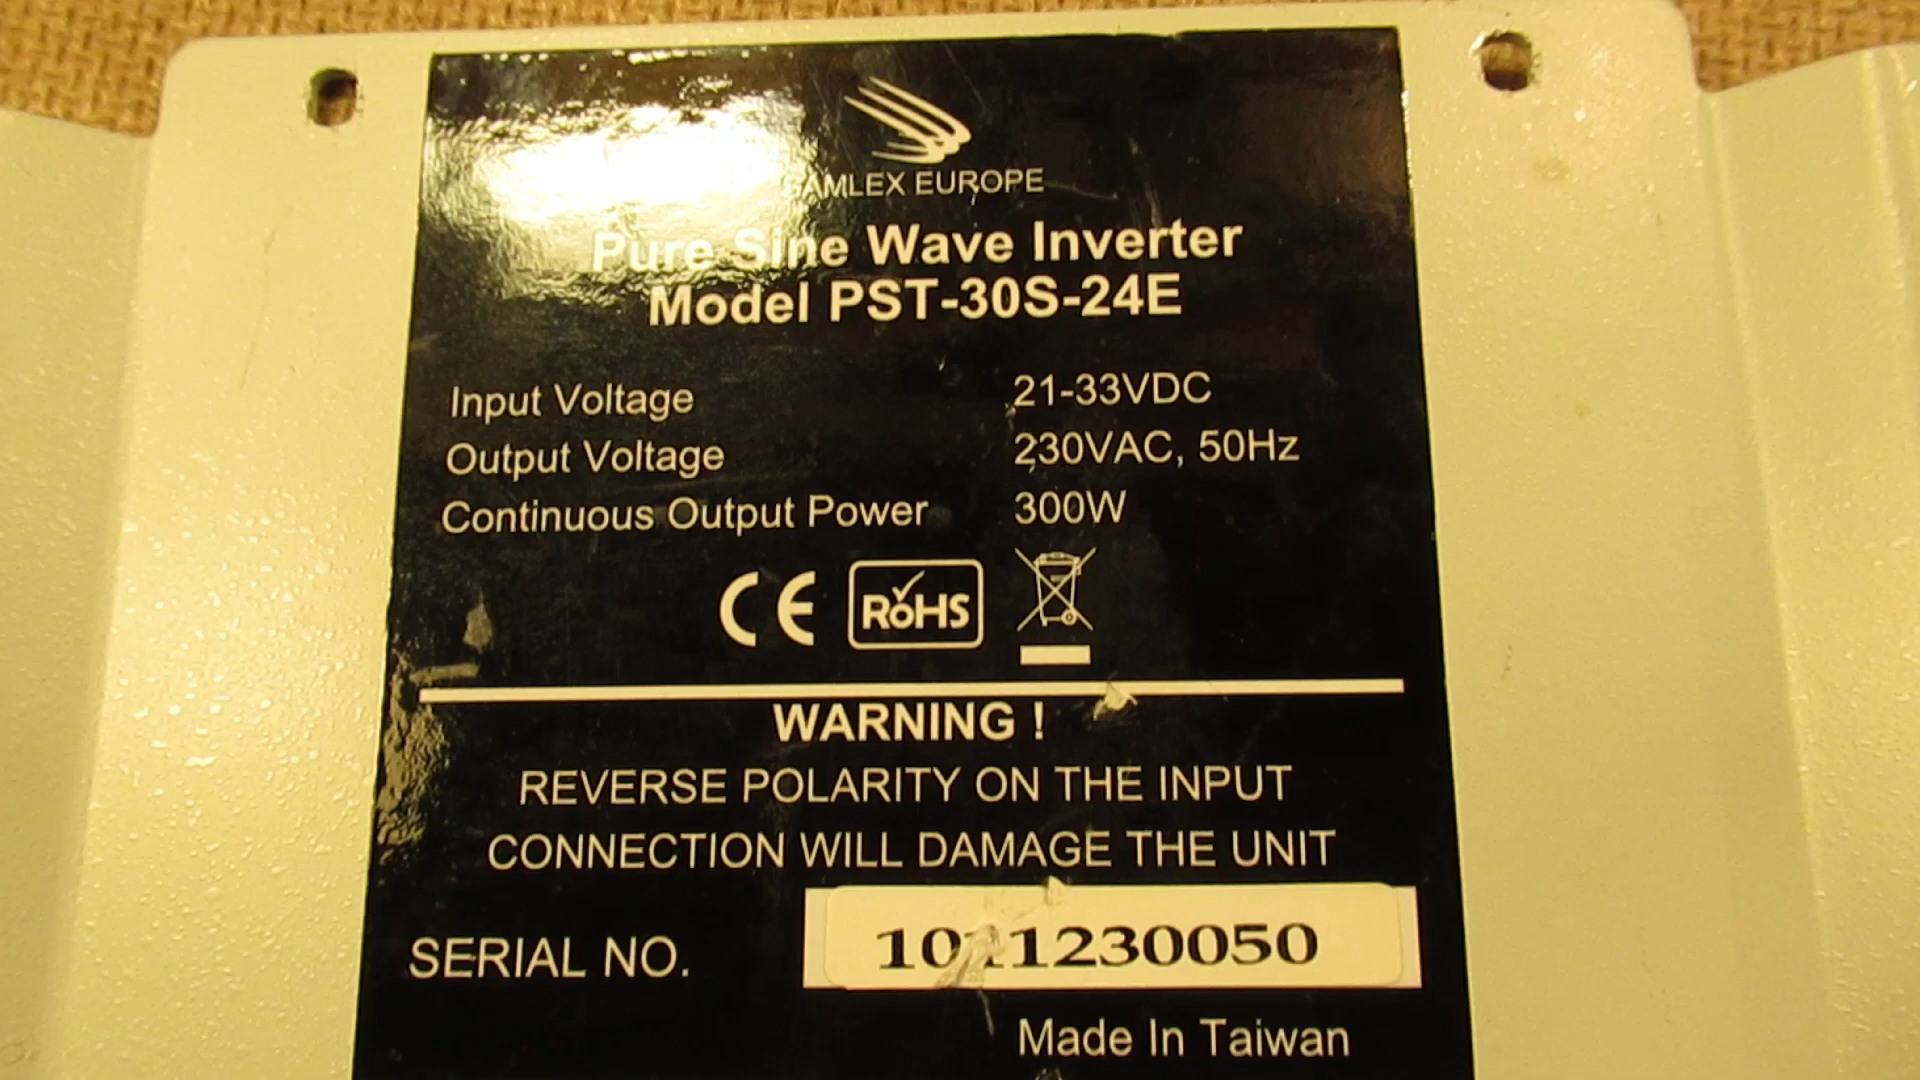 SAMLEX EUROPE
Pure Sine Wave Inverter
Model PST-30S-24E
Input Voltage 21-33VDC
Output Voltage 230VAC, 50Hz
Continuous Output Power 300W
CE RoHS
WARNING !
REVERSE POLARITY ON THE INPUT
CONNECTION WILL DAMAGE THE UNIT
SERIAL NO. 1011230050
Made In Taiwan